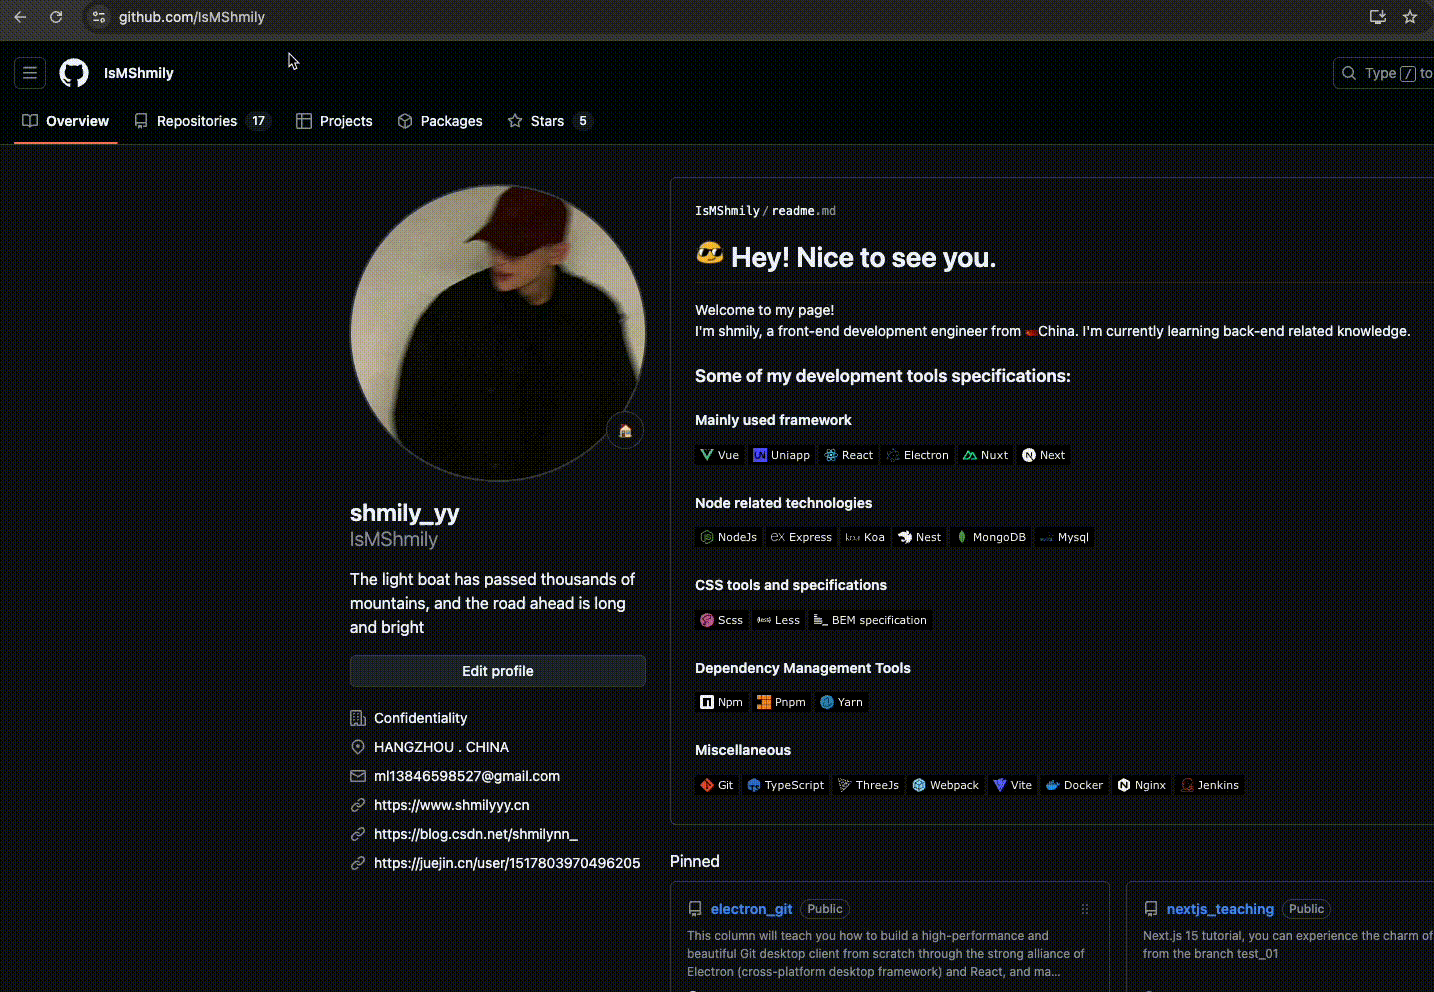 github.com/IsMShmily
IsMShmily
Type / to
Overview
Repositories 17
Projects
Packages
Stars 5
IsMShmily/readme.md
😎 Hey! Nice to see you.
Welcome to my page!
I'm shmily, a front-end development engineer from 🇨🇳China. I'm currently learning back-end related knowledge.
Some of my development tools specifications:
Mainly used framework
Vue Uniapp React Electron Nuxt Next
Node related technologies
NodeJs Express Koa Nest MongoDB Mysql
CSS tools and specifications
Scss Less BEM specification
Dependency Management Tools
Npm Pnpm Yarn
Miscellaneous
Git TypeScript ThreeJs Webpack Vite Docker Nginx Jenkins
shmily_yy
IsMShmily
The light boat has passed thousands of
mountains, and the road ahead is long
and bright
Edit profile
Confidentiality
HANGZHOU . CHINA
ml13846598527@gmail.com
https://www.shmilyyy.cn
https://blog.csdn.net/shmilynn_
https://juejin.cn/user/1517803970496205
Pinned
electron_git Public
This column will teach you how to build a high-performance and
beautiful Git desktop client from scratch through the strong alliance of
Electron (cross-platform desktop framework) and React, and ma...
nextjs_teaching Public
Next.js 15 tutorial, you can experience the charm of
from the branch test_01